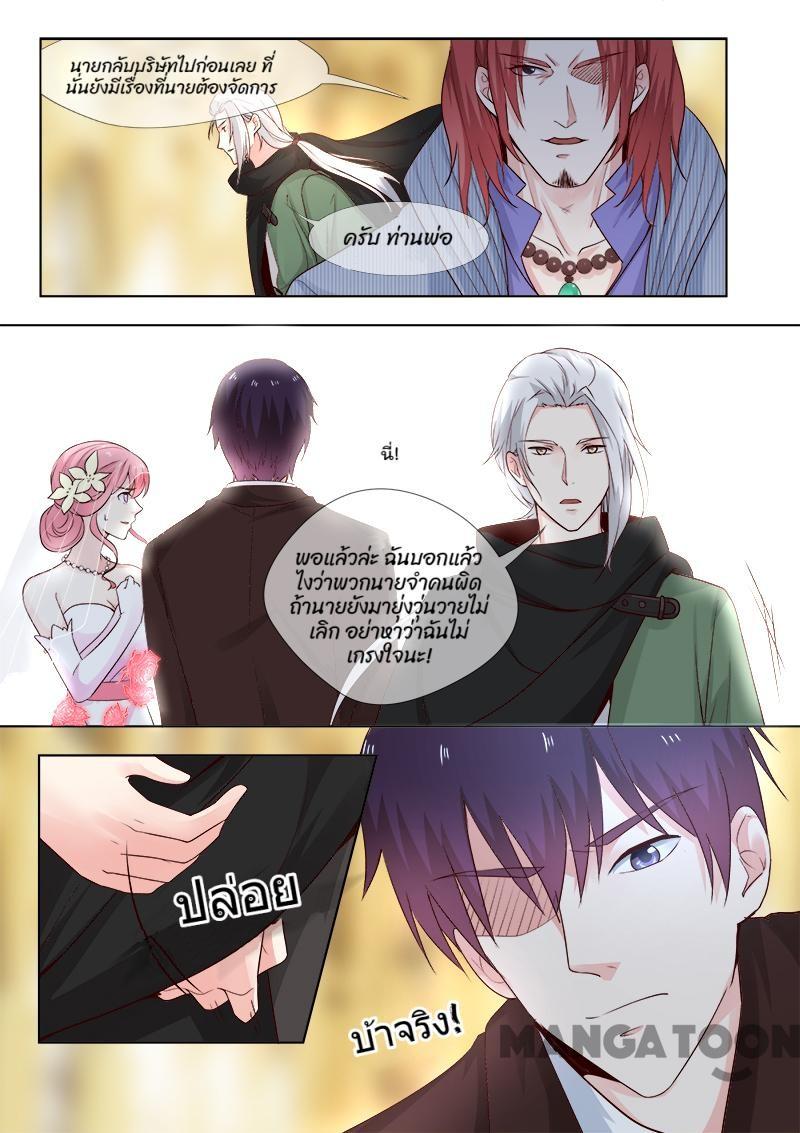 นายกลับบริษัทไปก่อนเลย ที่
นั่นยังมีเรื่องที่นายต้องจัดการ
ครับ ท่านพ่อ
นี่!
พอแล้วล่ะ ฉันบอกแล้ว
ไงว่าพวกนายจำคนผิด
ถ้านายยังมายุ่งวุ่นวายไม่
เลิก อย่าหาว่าฉันไม่
เกรงใจนะ!
ปล่อย
บ้าจริง!
MANGATOON